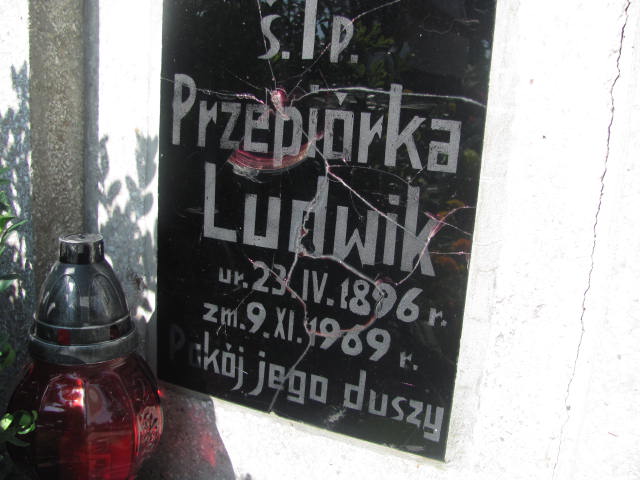 Ś. † P.
Przepiórka
Ludwik
ur. 23. IV. 1896 r.
zm. 9. XI. 1969 r.
Pokój jego duszy